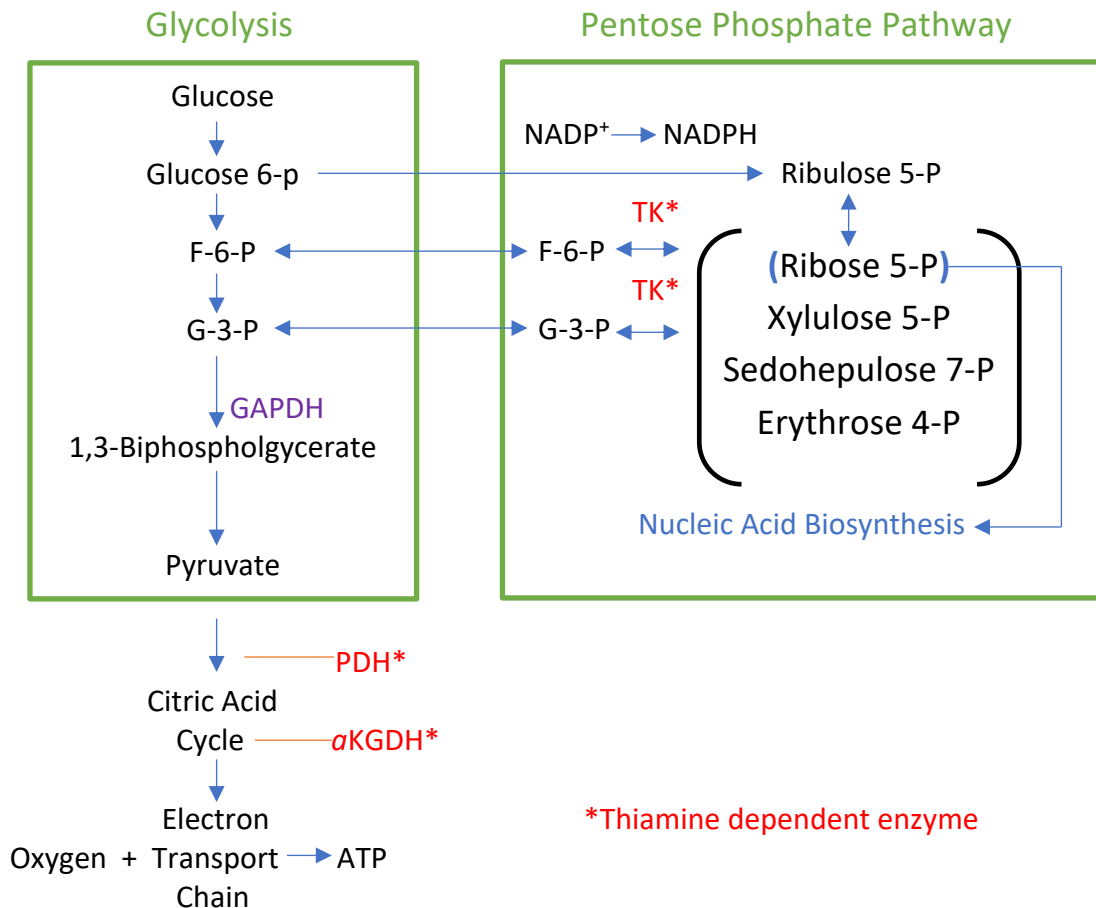 Glycolysis
Pentose Phosphate Pathway
Glucose
NADP⁺ NADPH
Glucose 6-p
Ribulose 5-P
TK*
F-6-P
F-6-P
(Ribose 5-P)
TK*
G-3-P
G-3-P
Xylulose 5-P
Sedohepulose 7-P
Erythrose 4-P
GAPDH
1,3-Biphospholgycerate
Nucleic Acid Biosynthesis
Pyruvate
PDH*
Citric Acid
Cycle
aKGDH*
Electron
Oxygen + Transport ATP
Chain
*Thiamine dependent enzyme